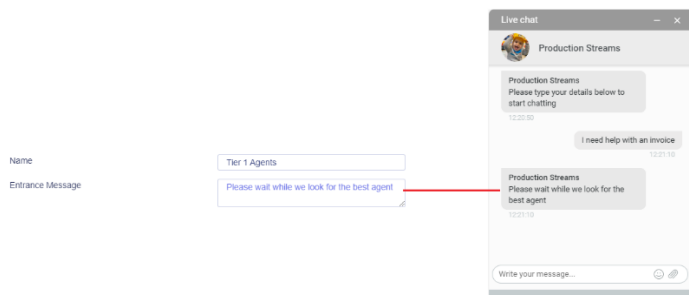 Live chat
Production Streams
Production Streams
Please type your details below to
start chatting
12:20:50
I need help with an invoice
12:21:10
Name
Tier 1 Agents
Entrance Message
Please wait while we look for the best agent
Production Streams
Please wait while we look for the
best agent
12:21:10
Write your message...